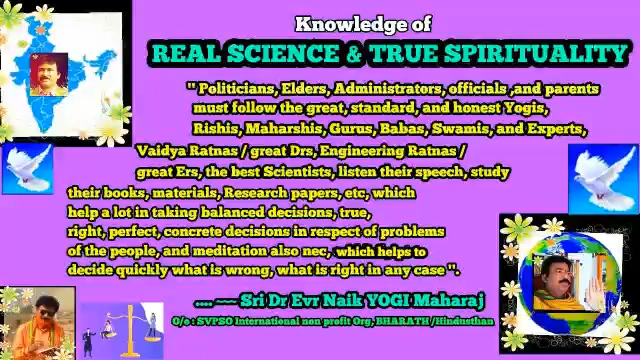 Knowledge of
REAL SCIENCE & TRUE SPIRITUALITY
" Politicians, Elders, Administrators, officials ,and parents
must follow the great, standard, and honest Yogis,
Rishis, Maharshis, Gurus, Babas, Swamis, and Experts,
Vaidya Ratnas / great Drs, Engineering Ratnas /
great Ers, the best Scientists, listen their speech, study
their books, materials, Research papers, etc, which
help a lot in taking balanced decisions, true,
right, perfect, concrete decisions in respect of problems
of the people, and meditation also nec, which helps to
decide quickly what is wrong, what is right in any case ".
.... ~~~ Sri Dr Evr Naik YOGI Maharaj
O/o : SVPSO International non profit Org, BHARATH /Hindusthan